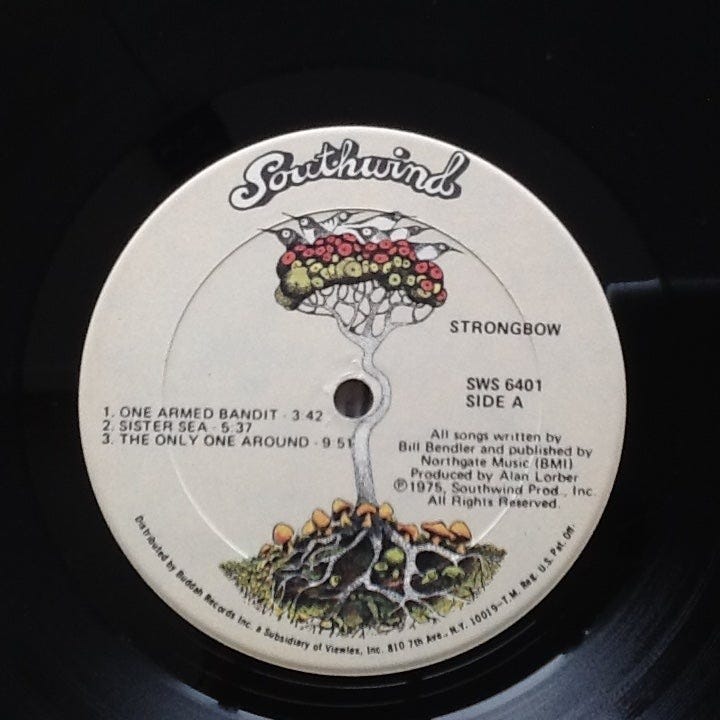 Southwind
STRONGBOW
SWS 6401
SIDE A
1. ONE ARMED BANDIT - 3:42
2. SISTER SEA - 5:37
3. THE ONLY ONE AROUND - 9:51
All songs written by
Bill Bendler and published by
Northgate Music (BMI)
Produced by Alan Lorber
℗1975, Southwind Prod., Inc.
All Rights Reserved.
Distributed by Buddah Records Inc. a Subsidiary of Viewlex, Inc. 810 7th Ave., N.Y. 10019-T.M. Reg. U.S. Pat. Off.